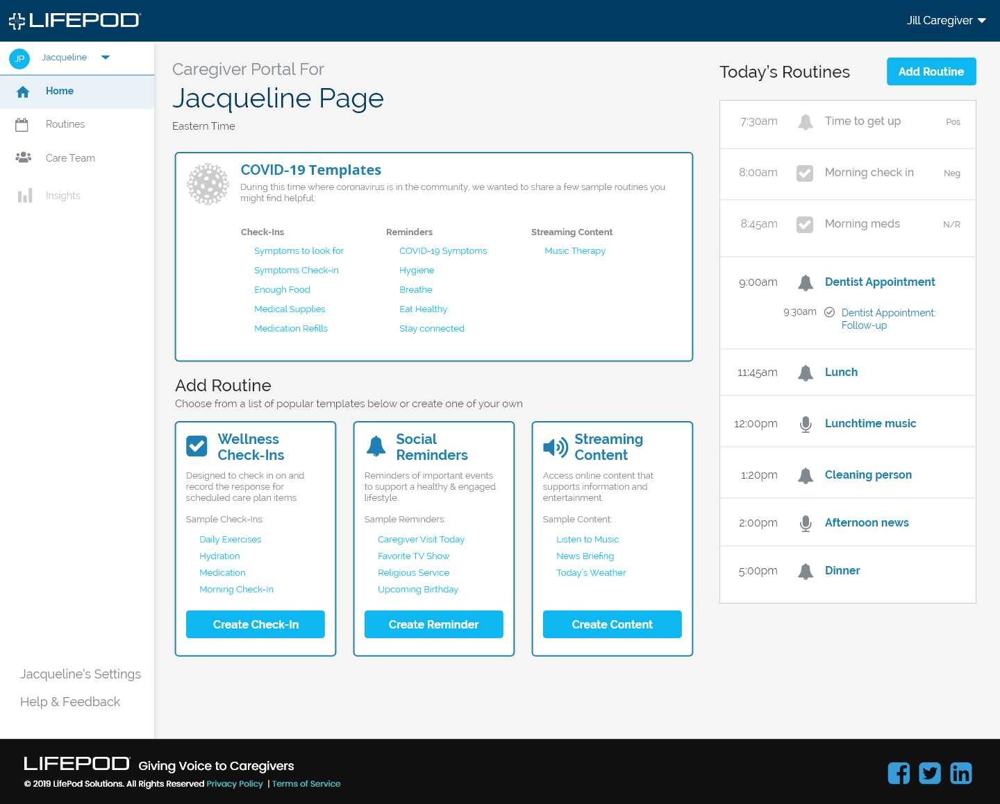 LIFEPOD
Jill Caregiver
JP
Jacqueline
Home
Routines
Care Team
Insights
Jacqueline's Settings
Help & Feedback
Caregiver Portal For
Jacqueline Page
Eastern Time
COVID-19 Templates
During this time where coronavirus is in the community, we wanted to share a few sample routines you
might find helpful:
Check-Ins
Symptoms to look for
Symptoms Check-in
Enough Food
Medical Supplies
Medication Refills
Reminders
COVID-19 Symptoms
Hygiene
Breathe
Eat Healthy
Stay connected
Streaming Content
Music Therapy
Add Routine
Choose from a list of popular templates below or create one of your own
Wellness
Check-Ins
Designed to check in on and
record the response for
scheduled care plan items.
Sample Check-Ins:
Daily Exercises
Hydration
Medication
Morning Check-In
Create Check-In
Social
Reminders
Reminders of important events
to support a healthy & engaged
lifestyle.
Sample Reminders:
Caregiver Visit Today
Favorite TV Show
Religious Service
Upcoming Birthday
Create Reminder
Streaming
Content
Access online content that
supports information and
entertainment.
Sample Content:
Listen to Music
News Briefing
Today's Weather
Create Content
Today's Routines
Add Routine
7:30am Time to get up Pos
8:00am Morning check in Neg
8:45am Morning meds N/R
9:00am Dentist Appointment
9:30am Dentist Appointment:
Follow-up
11:45am Lunch
12:00pm Lunchtime music
1:20pm Cleaning person
2:00pm Afternoon news
5:00pm Dinner
LIFEPOD Giving Voice to Caregivers
© 2019 LifePod Solutions. All Rights Reserved Privacy Policy | Terms of Service